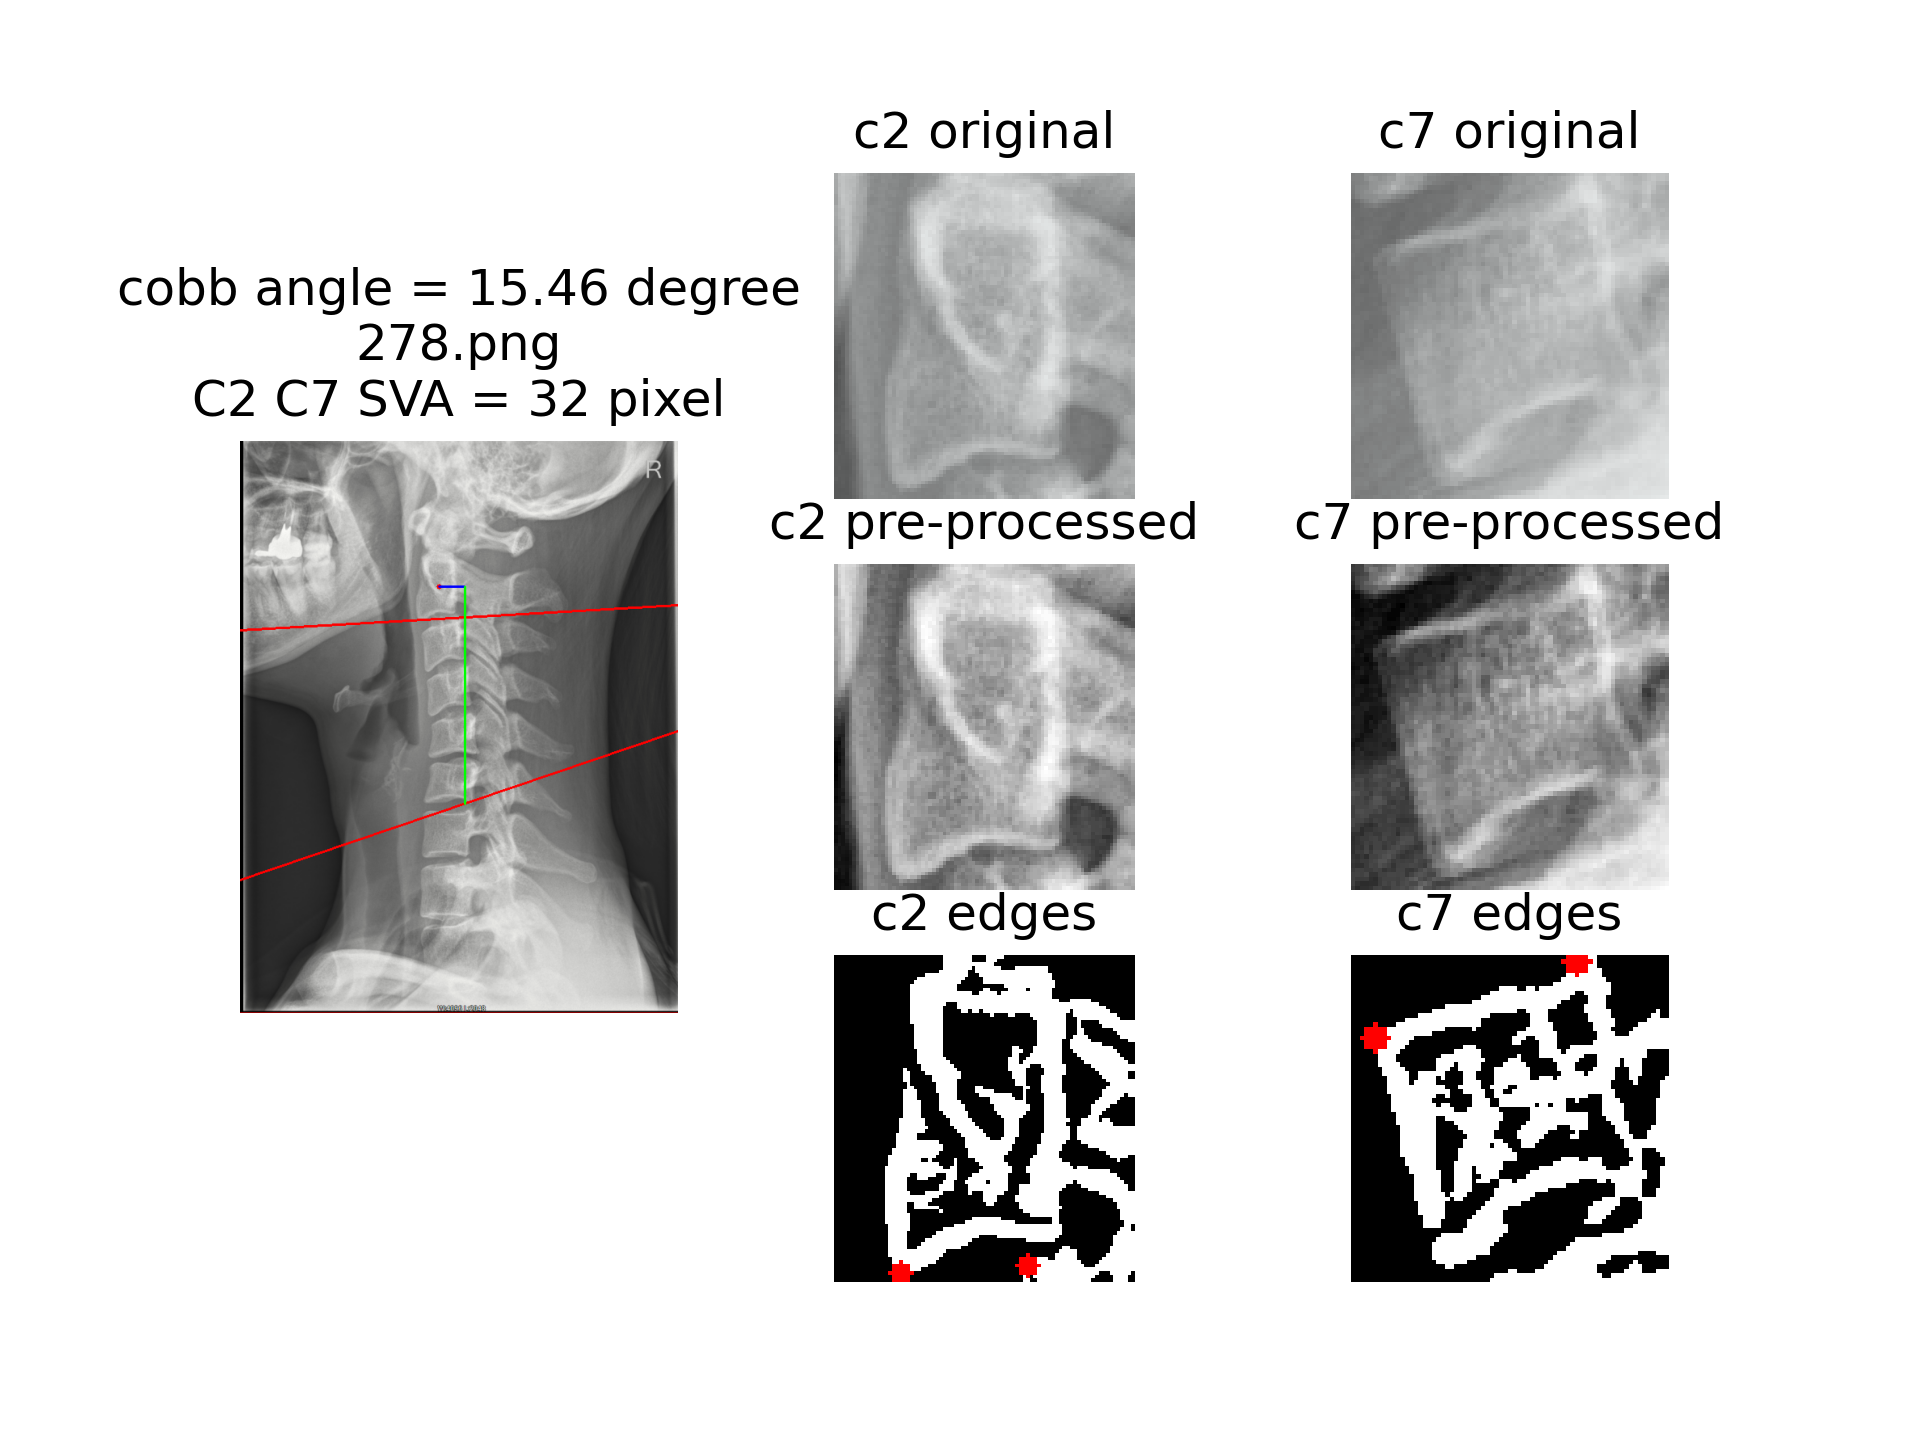 cobb angle = 15.46 degree
278.png
C2 C7 SVA = 32 pixel
R
c2 original
c7 original
c2 pre-processed
c7 pre-processed
c2 edges
c7 edges